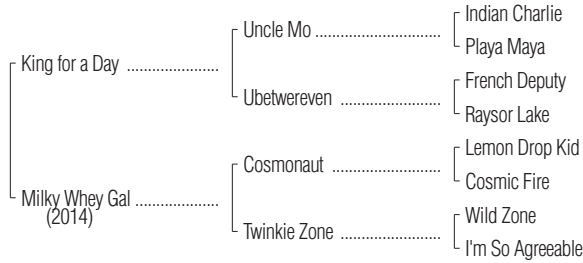 Indian Charlie
Uncle Mo
Playa Maya
King for a Day
French Deputy
Ubetwereven
Raysor Lake
Lemon Drop Kid
Cosmonaut
Cosmic Fire
Milky Whey Gal
(2014)
Wild Zone
Twinkie Zone
I'm So Agreeable